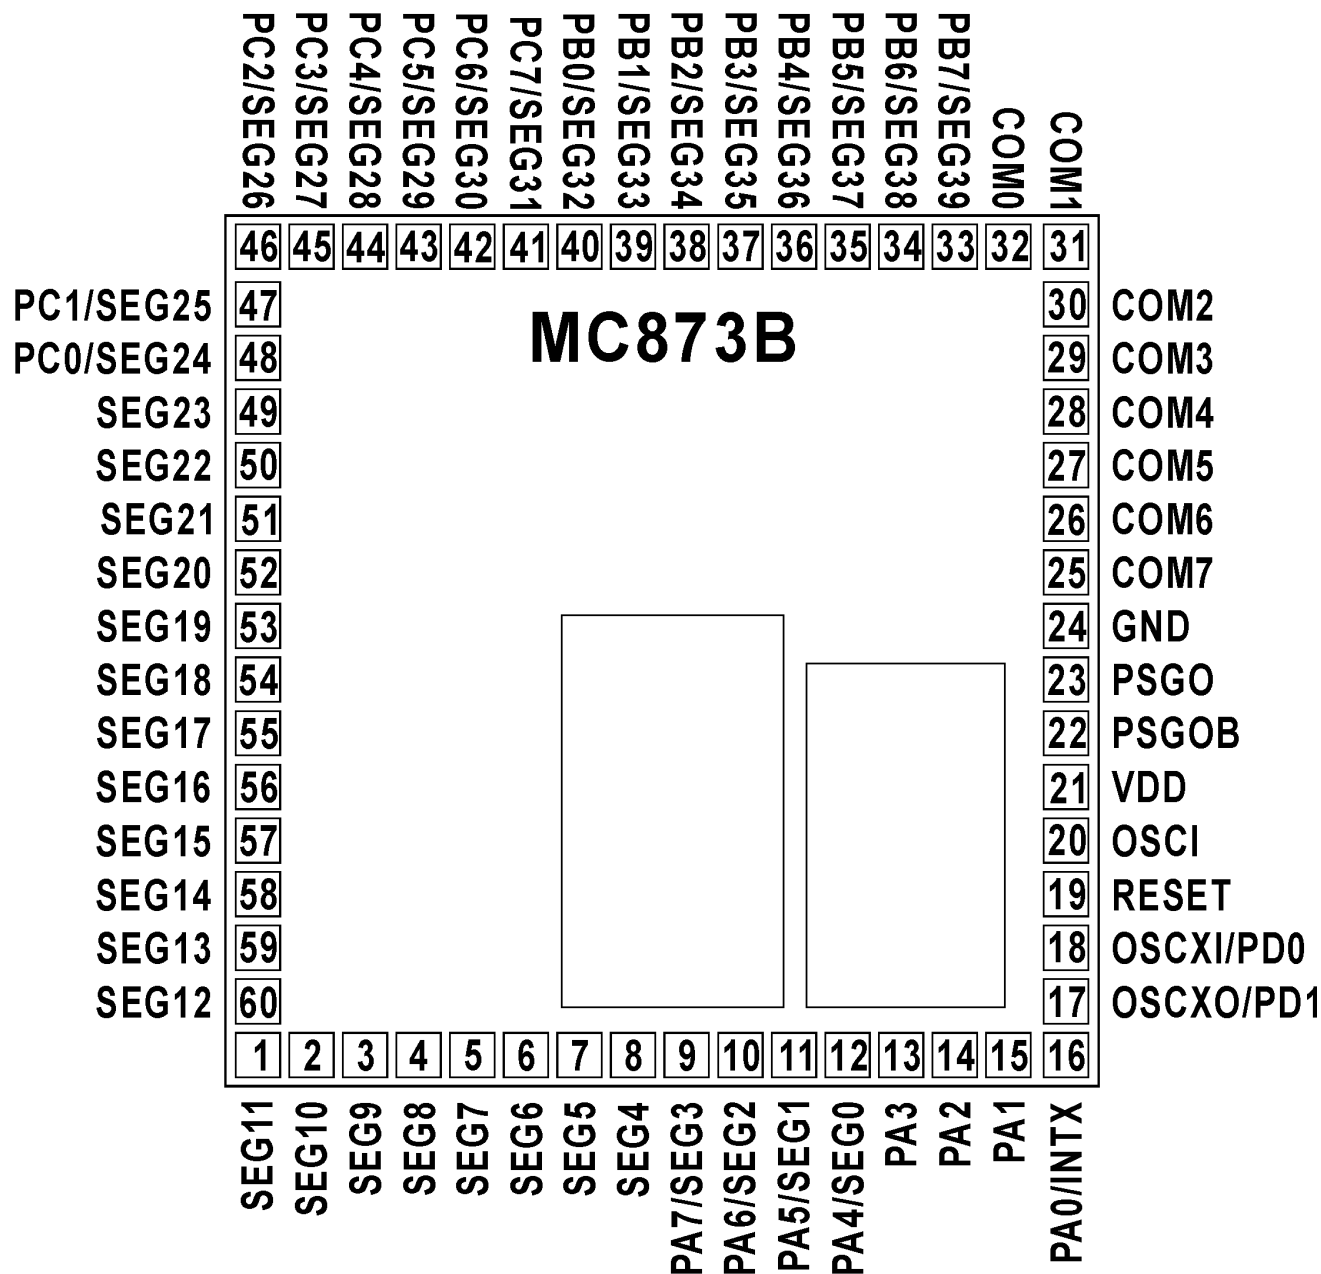 PC2/SEG26
PC3/SEG27
PC4/SEG28
PC5/SEG29
PC6/SEG30
PC7/SEG31
PB0/SEG32
PB1/SEG33
PB2/SEG34
PB3/SEG35
PB4/SEG36
PB5/SEG37
PB6/SEG38
PB7/SEG39
COM0
COM1
46 45 44 43 42 41 40 39 38 37 36 35 34 33 32 31
MC873B
PC1/SEG25 47
PC0/SEG24 48
SEG23 49
SEG22 50
SEG21 51
SEG20 52
SEG19 53
SEG18 54
SEG17 55
SEG16 56
SEG15 57
SEG14 58
SEG13 59
SEG12 60
30 COM2
29 COM3
28 COM4
27 COM5
26 COM6
25 COM7
24 GND
23 PSGO
22 PSGOB
21 VDD
20 OSCI
19 RESET
18 OSCXI/PD0
17 OSCXO/PD1
1 2 3 4 5 6 7 8 9 10 11 12 13 14 15 16
SEG11
SEG10
SEG9
SEG8
SEG7
SEG6
SEG5
SEG4
PA7/SEG3
PA6/SEG2
PA5/SEG1
PA4/SEG0
PA3
PA2
PA1
PA0/INTX